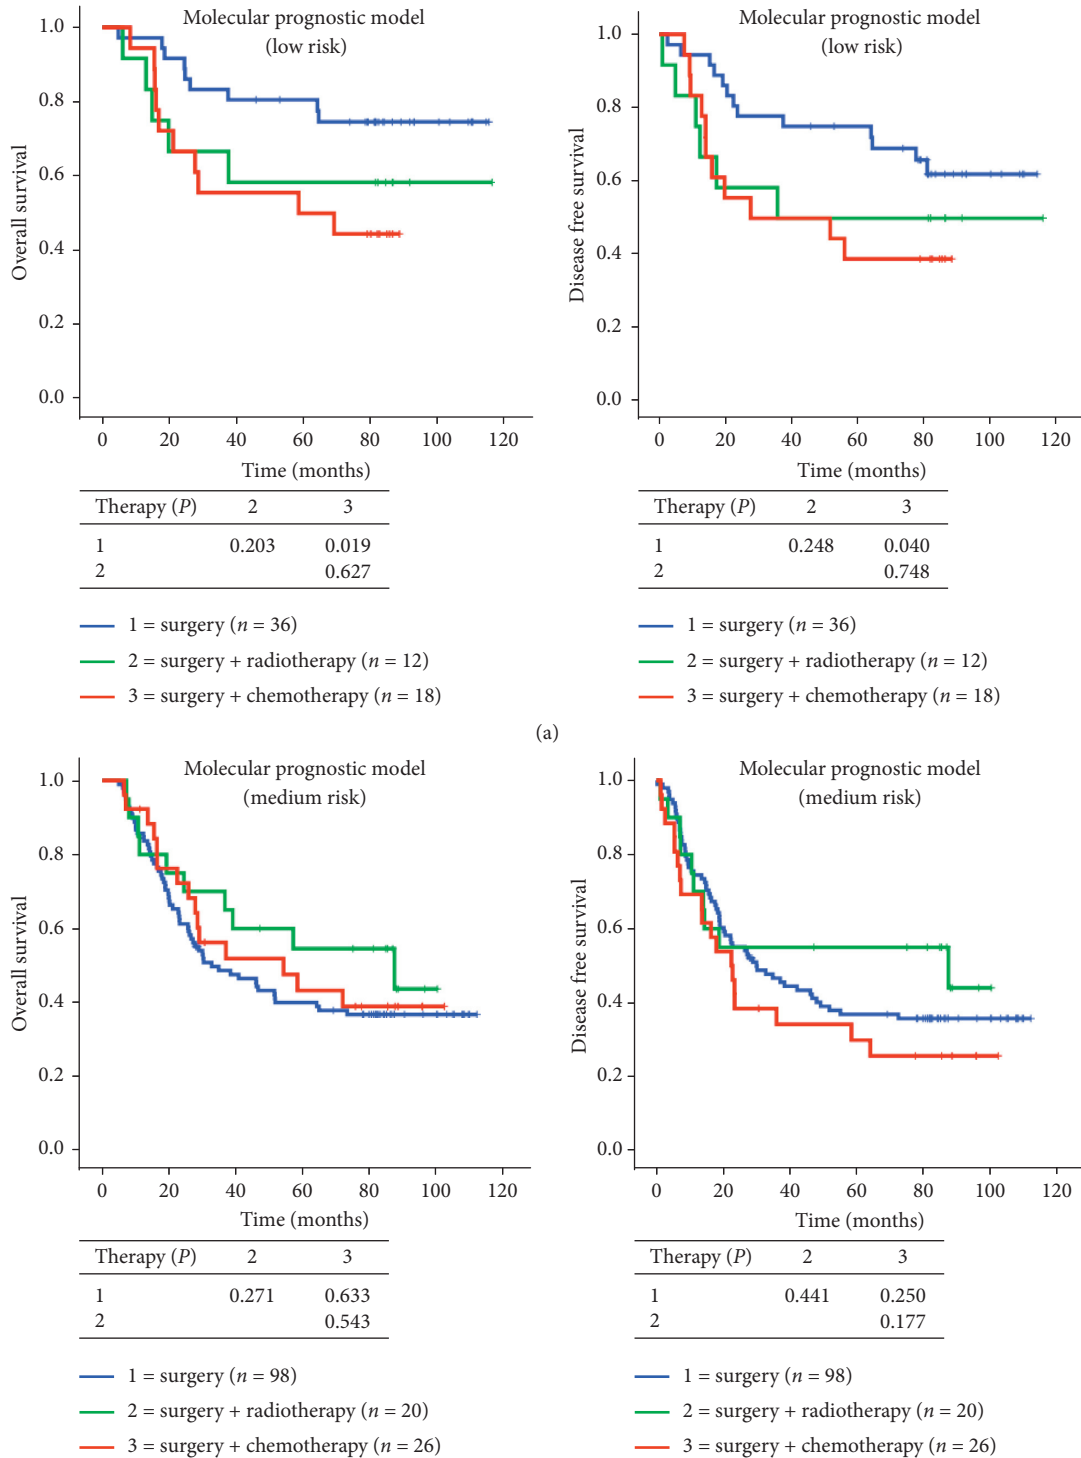 Molecular prognostic model
(low risk)
Overall survival
1.0
0.8
0.6
0.4
0.2
0.0
0 20 40 60 80 100 120
Time (months)
Therapy (P) 2 3
1 0.203 0.019
2 0.627
1 = surgery (n = 36)
2 = surgery + radiotherapy (n = 12)
3 = surgery + chemotherapy (n = 18)
Molecular prognostic model
(low risk)
Disease free survival
1.0
0.8
0.6
0.4
0.2
0.0
0 20 40 60 80 100 120
Time (months)
Therapy (P) 2 3
1 0.248 0.040
2 0.748
1 = surgery (n = 36)
2 = surgery + radiotherapy (n = 12)
3 = surgery + chemotherapy (n = 18)
(a)
Molecular prognostic model
(medium risk)
Overall survival
1.0
0.8
0.6
0.4
0.2
0.0
0 20 40 60 80 100 120
Time (months)
Therapy (P) 2 3
1 0.271 0.633
2 0.543
1 = surgery (n = 98)
2 = surgery + radiotherapy (n = 20)
3 = surgery + chemotherapy (n = 26)
Molecular prognostic model
(medium risk)
Disease free survival
1.0
0.8
0.6
0.4
0.2
0.0
0 20 40 60 80 100 120
Time (months)
Therapy (P) 2 3
1 0.441 0.250
2 0.177
1 = surgery (n = 98)
2 = surgery + radiotherapy (n = 20)
3 = surgery + chemotherapy (n = 26)